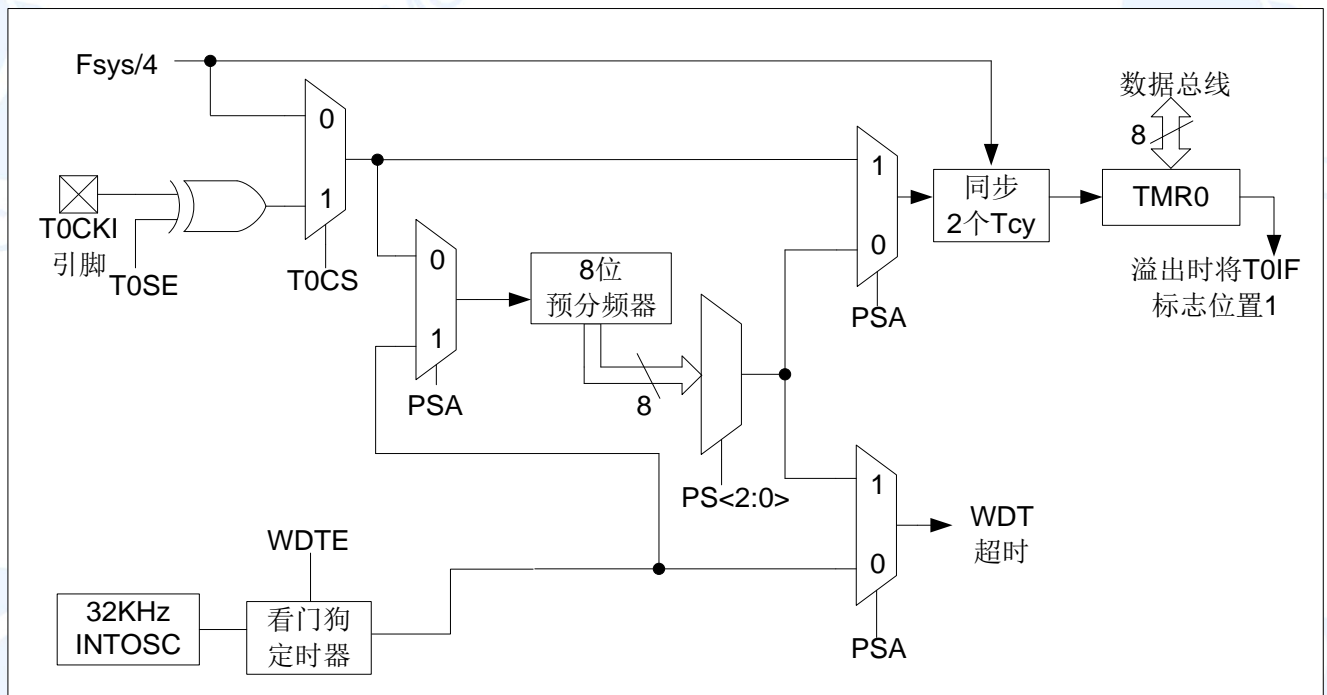 Fsys/4
数据总线
8
0
1
1
同步
2个Tcy
TMR0
T0CKI
引脚
T0SE
T0CS
0
8位
预分频器
0
溢出时将T0IF
标志位置1
PSA
1
PSA
8
PS<2:0>
1
WDT
超时
WDTE
0
32KHz
INTOSC
看门狗
定时器
PSA